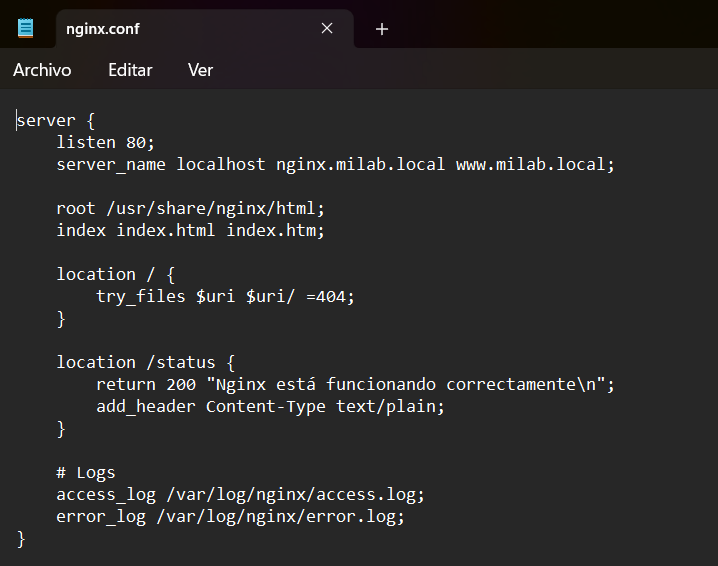 nginx.conf
Archivo Editar Ver
server {
    listen 80;
    server_name localhost nginx.milab.local www.milab.local;

    root /usr/share/nginx/html;
    index index.html index.htm;

    location / {
        try_files $uri $uri/ =404;
    }

    location /status {
        return 200 "Nginx está funcionando correctamente\n";
        add_header Content-Type text/plain;
    }

    # Logs
    access_log /var/log/nginx/access.log;
    error_log /var/log/nginx/error.log;
}